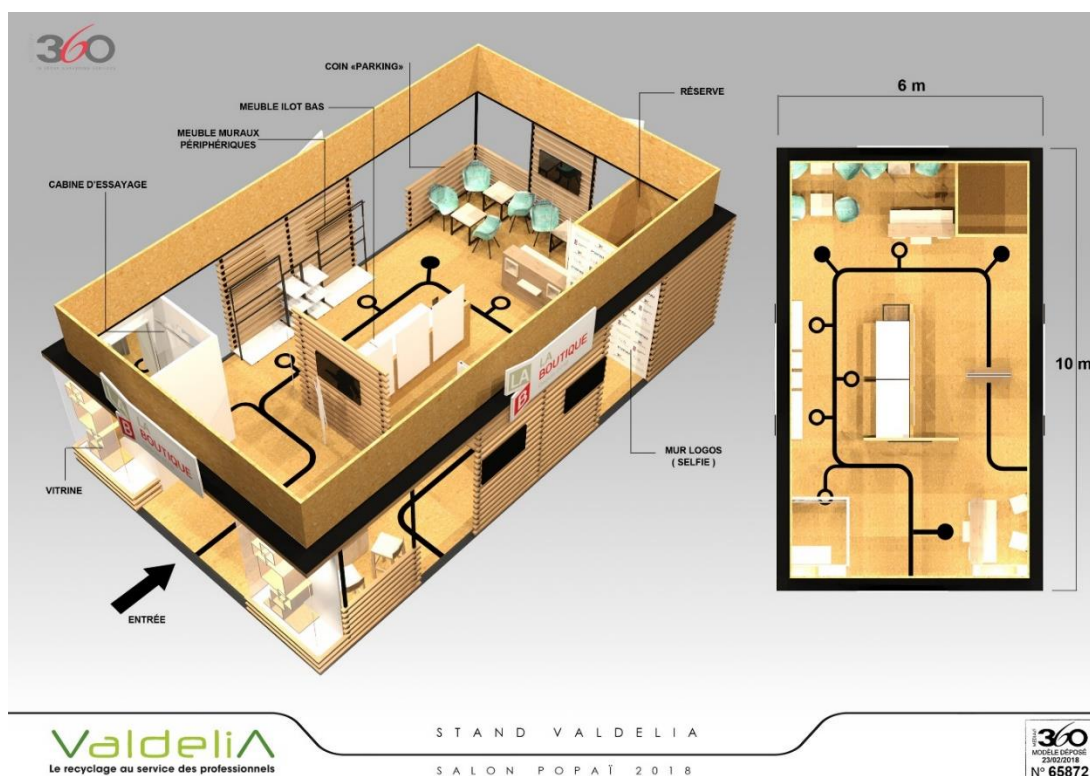 360
COIN «PARKING»
MEUBLE ILOT BAS
MEUBLE MURAUX
PÉRIPHÉRIQUES
CABINE D'ESSAYAGE
RÉSERVE
6 m
10 m
LA
B
LA
BOUTIQUE
LA
B
LA
BOUTIQUE
MUR LOGOS
( SELFIE )
VITRINE
ENTRÉE
ValdeliA
Le recyclage au service des professionnels
STAND VALDELIA
SALON POPAÏ 2018
360
MODÈLE DÉPOSÉ
23/02/2018
N° 65872